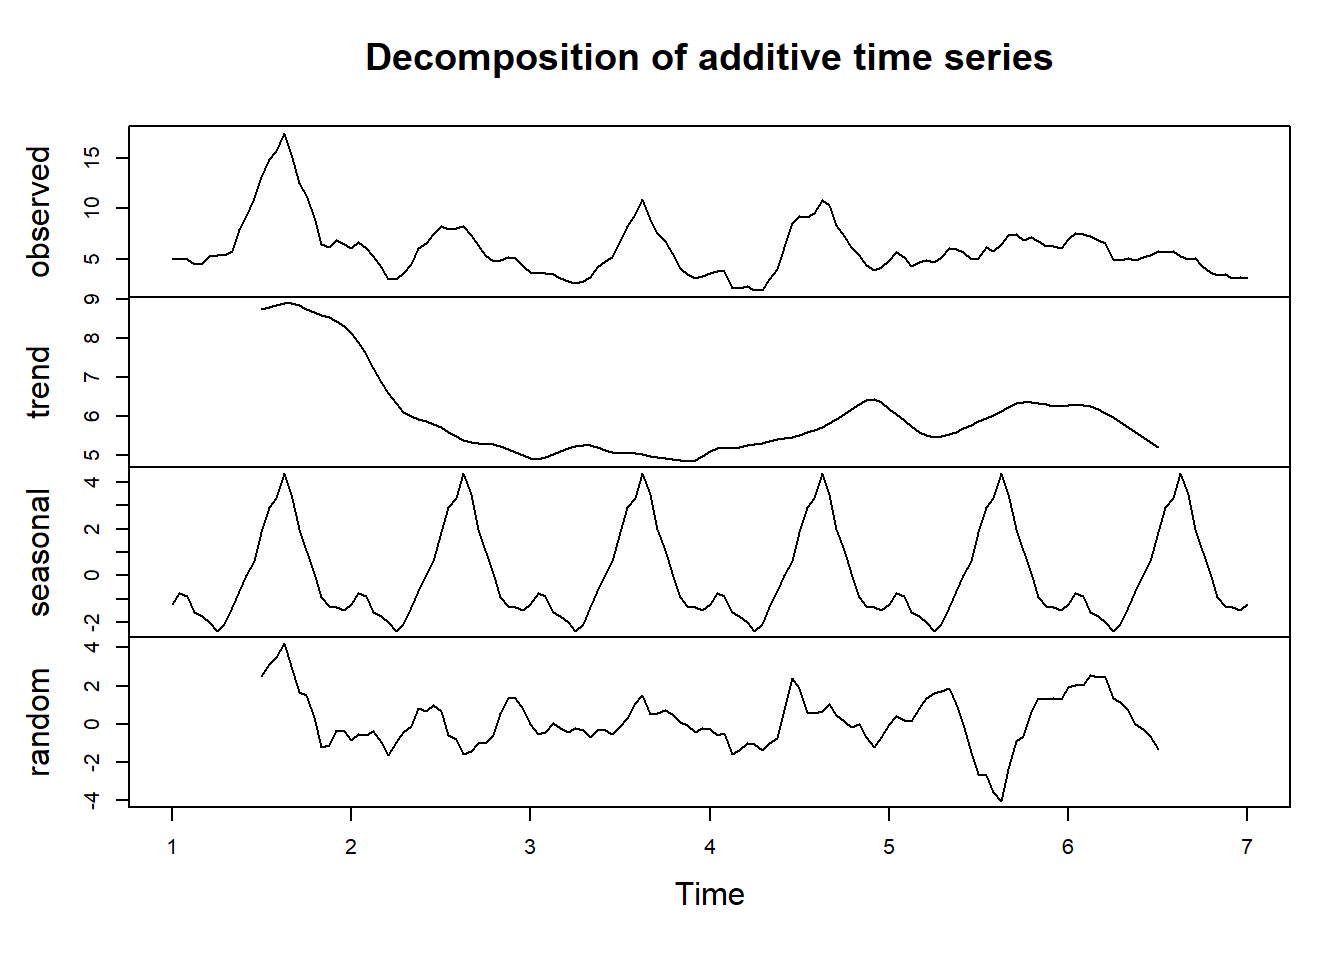 Decomposition of additive time series
observed
5 10 15
trend
5 6 7 8 9
seasonal
-2 0 2 4
random
-4 -2 0 2 4
1 2 3 4 5 6 7
Time